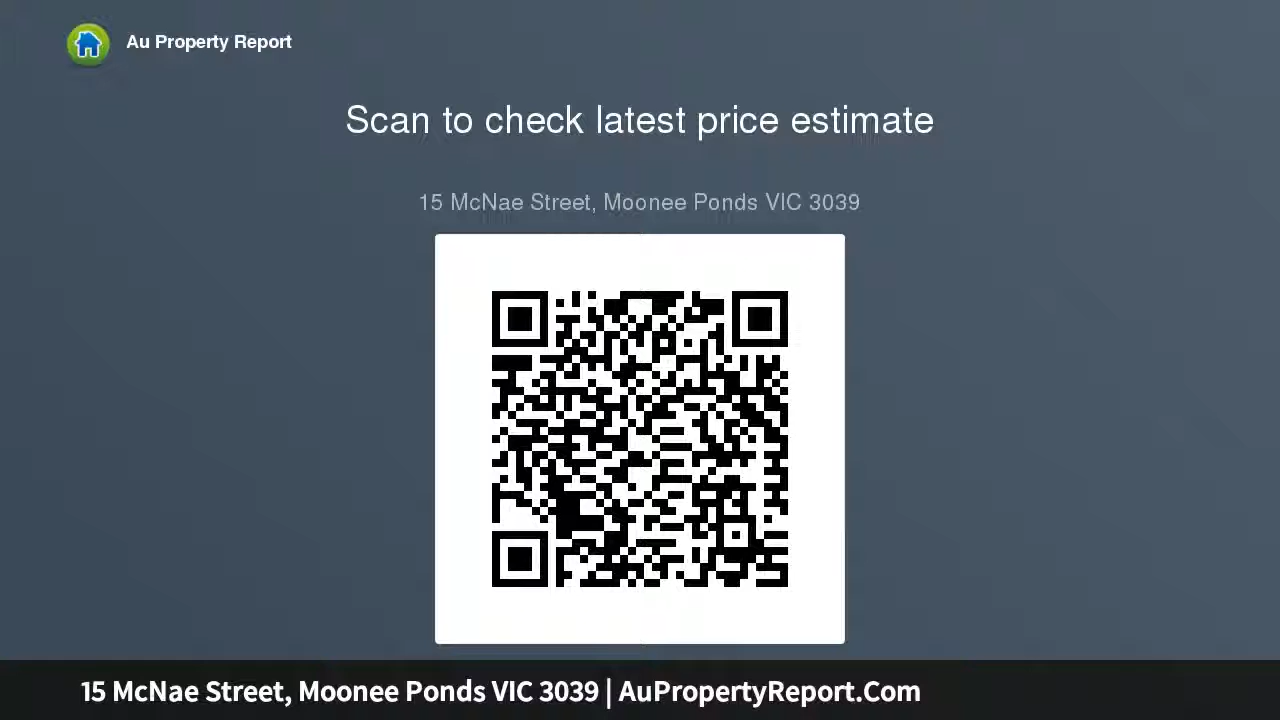 Au Property Report
Scan to check latest price estimate
15 McNae Street, Moonee Ponds VIC 3039
15 McNae Street, Moonee Ponds VIC 3039 | AuPropertyReport.Com